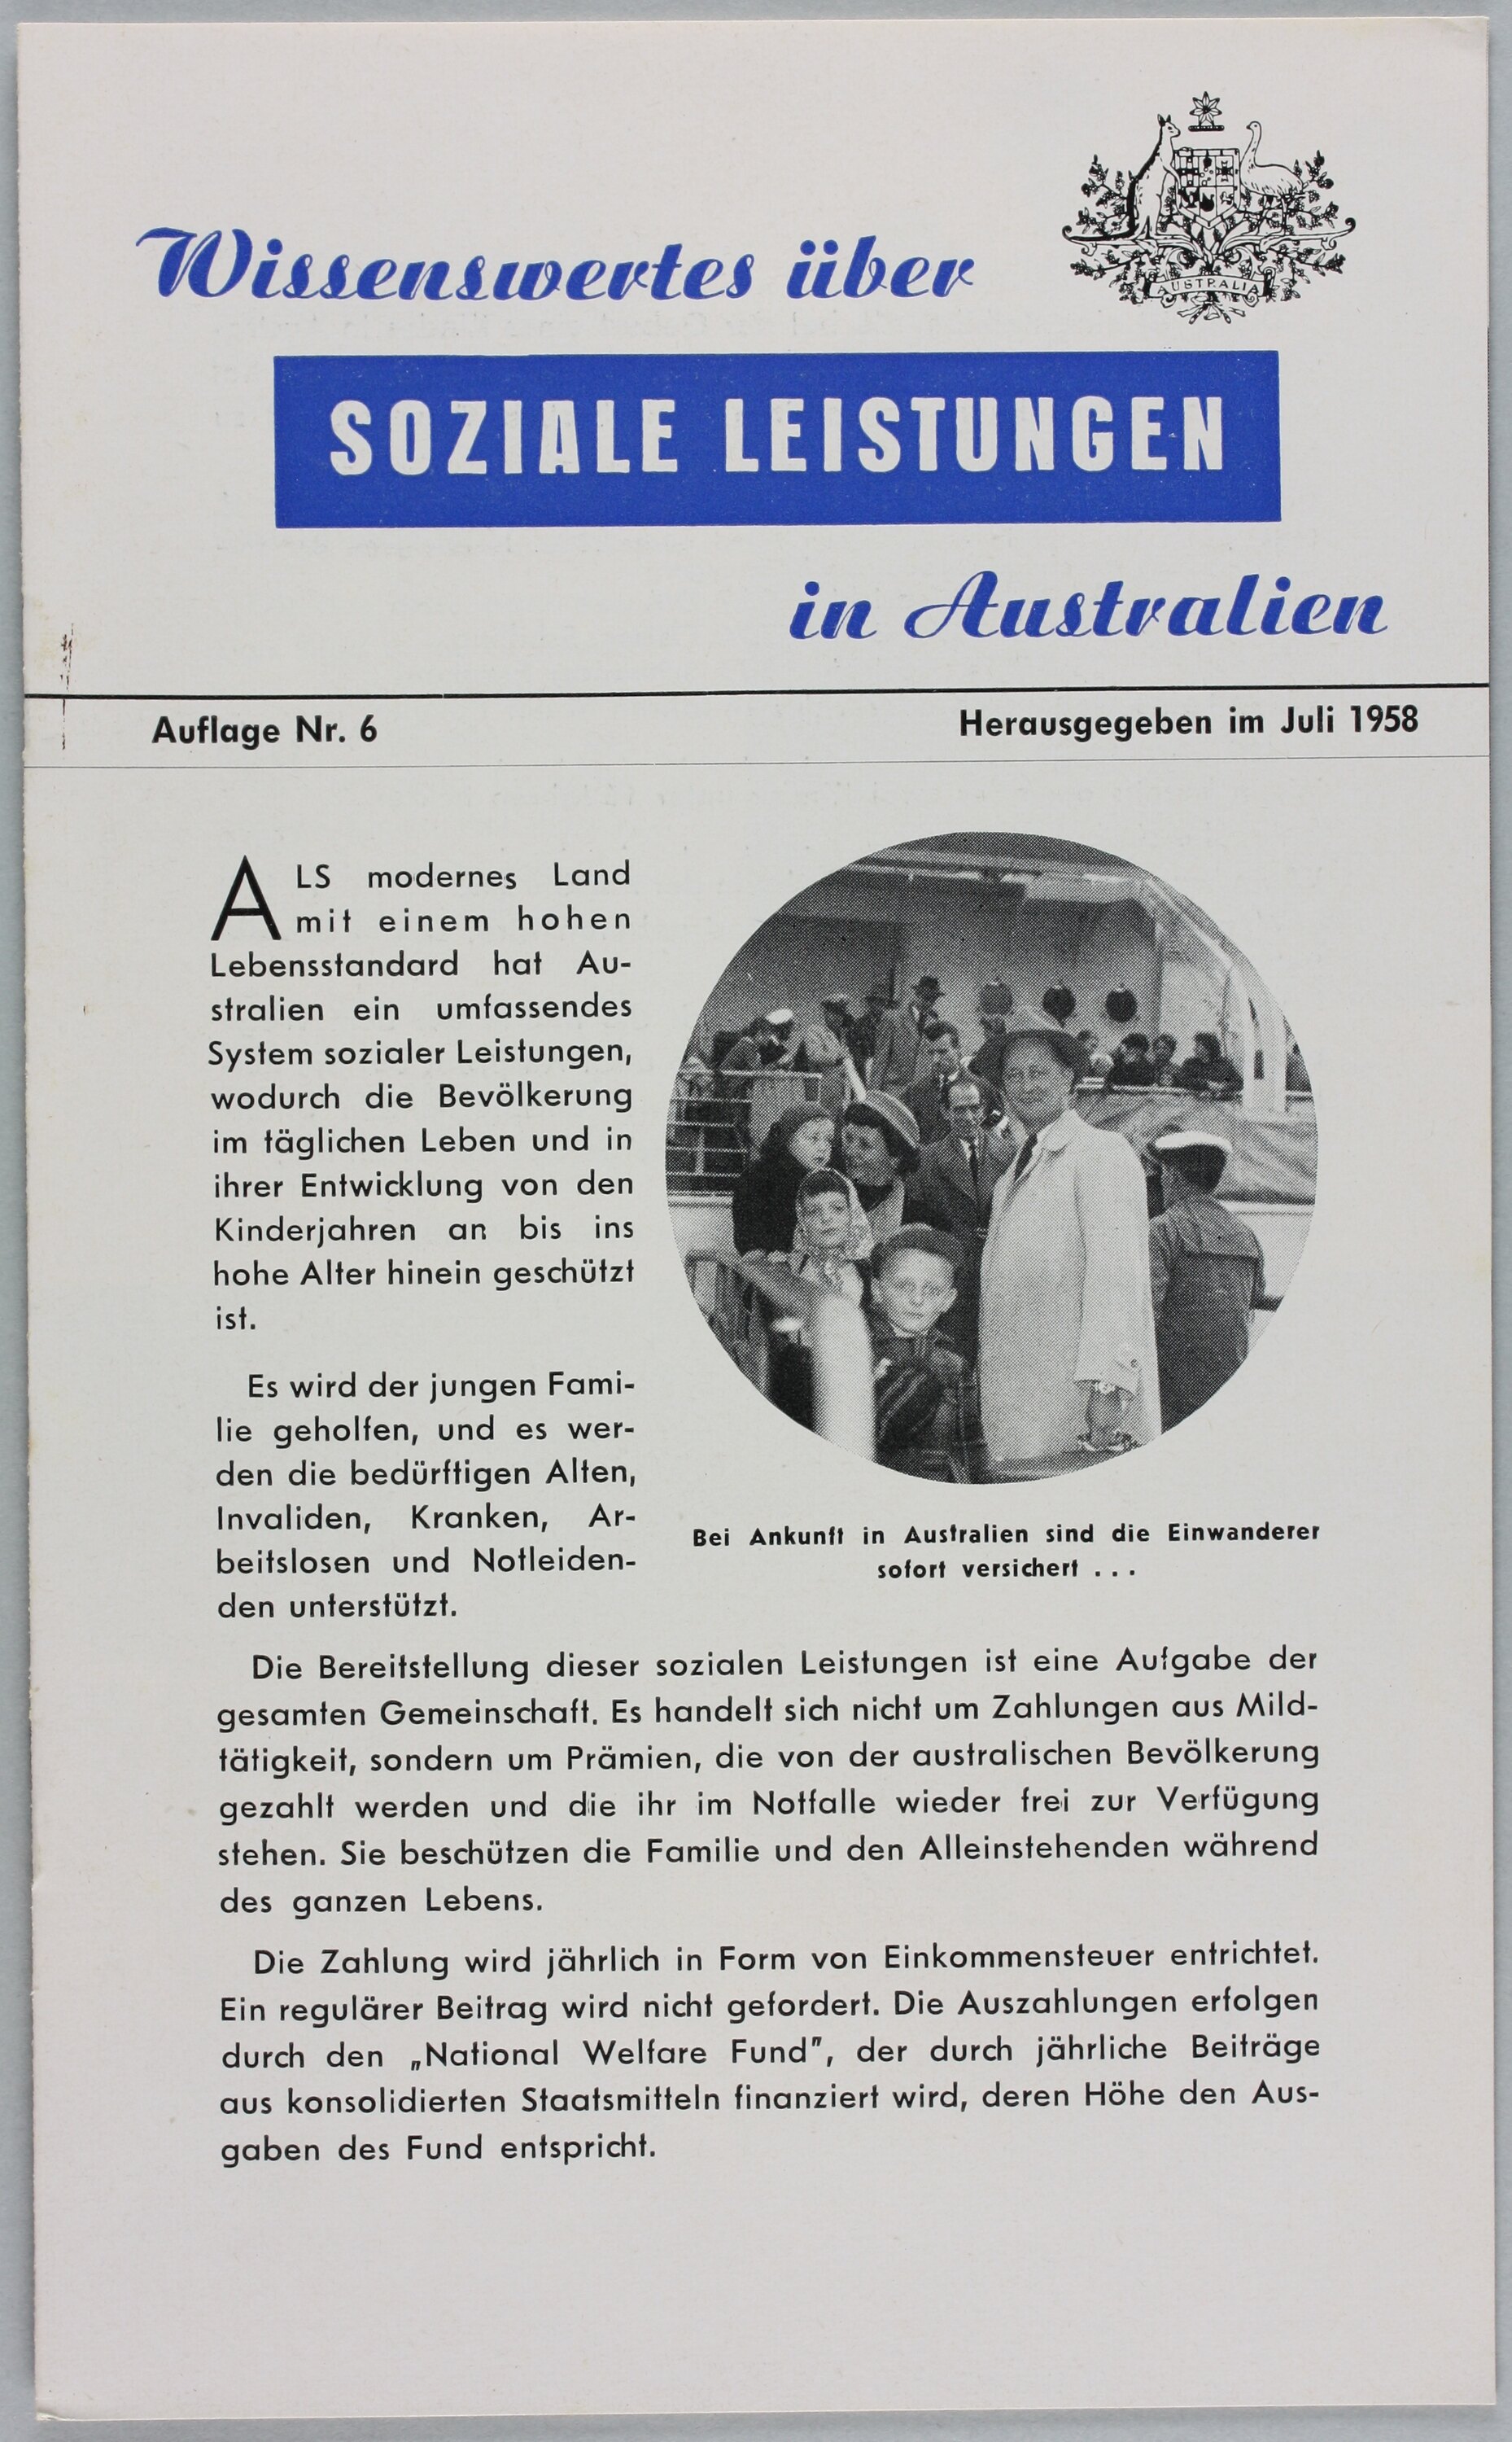 Wissenswertes über
AUSTRALIA
SOZIALE LEISTUNGEN
in Australien
Auflage Nr. 6
Herausgegeben im Juli 1958
ALS modernes Land
mit einem hohen
Lebensstandard hat Au-
stralien ein umfassendes
System sozialer Leistungen,
wodurch die Bevölkerung
im täglichen Leben und in
ihrer Entwicklung von den
Kinderjahren an bis ins
hohe Alter hinein geschützt
ist.
Es wird der jungen Fami-
lie geholfen, und es wer-
den die bedürftigen Alten,
Invaliden, Kranken, Ar-
beitslosen und Notleiden-
den unterstützt.
Bei Ankunft in Australien sind die Einwanderer
sofort versichert . . .
Die Bereitstellung dieser sozialen Leistungen ist eine Aufgabe der
gesamten Gemeinschaft. Es handelt sich nicht um Zahlungen aus Mild-
tätigkeit, sondern um Prämien, die von der australischen Bevölkerung
gezahlt werden und die ihr im Notfalle wieder frei zur Verfügung
stehen. Sie beschützen die Familie und den Alleinstehenden während
des ganzen Lebens.
Die Zahlung wird jährlich in Form von Einkommensteuer entrichtet.
Ein regulärer Beitrag wird nicht gefordert. Die Auszahlungen erfolgen
durch den „National Welfare Fund", der durch jährliche Beiträge
aus konsolidierten Staatsmitteln finanziert wird, deren Höhe den Aus-
gaben des Fund entspricht.